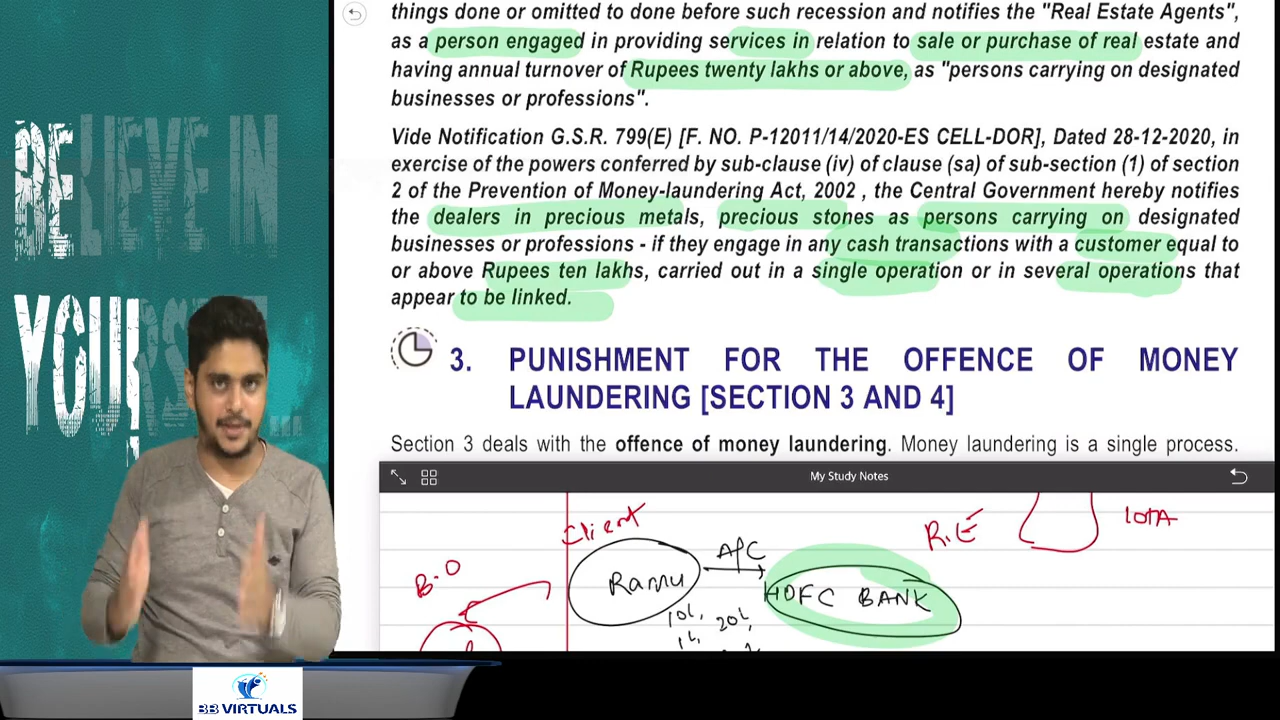 BELIEVE IN
YOURSE...
things done or omitted to done before such recession and notifies the "Real Estate Agents",
as a person engaged in providing services in relation to sale or purchase of real estate and
having annual turnover of Rupees twenty lakhs or above, as "persons carrying on designated
businesses or professions".
Vide Notification G.S.R. 799(E) [F. NO. P-12011/14/2020-ES CELL-DOR], Dated 28-12-2020, in
exercise of the powers conferred by sub-clause (iv) of clause (sa) of sub-section (1) of section
2 of the Prevention of Money-laundering Act, 2002 , the Central Government hereby notifies
the dealers in precious metals, precious stones as persons carrying on designated
businesses or professions - if they engage in any cash transactions with a customer equal to
or above Rupees ten lakhs, carried out in a single operation or in several operations that
appear to be linked.
3. PUNISHMENT FOR THE OFFENCE OF MONEY
LAUNDERING [SECTION 3 AND 4]
Section 3 deals with the offence of money laundering. Money laundering is a single process.
My Study Notes
Client
R.E
B.O
Ramu
A/C
HDFC BANK
10L,
20L,
1L,
BB VIRTUALS